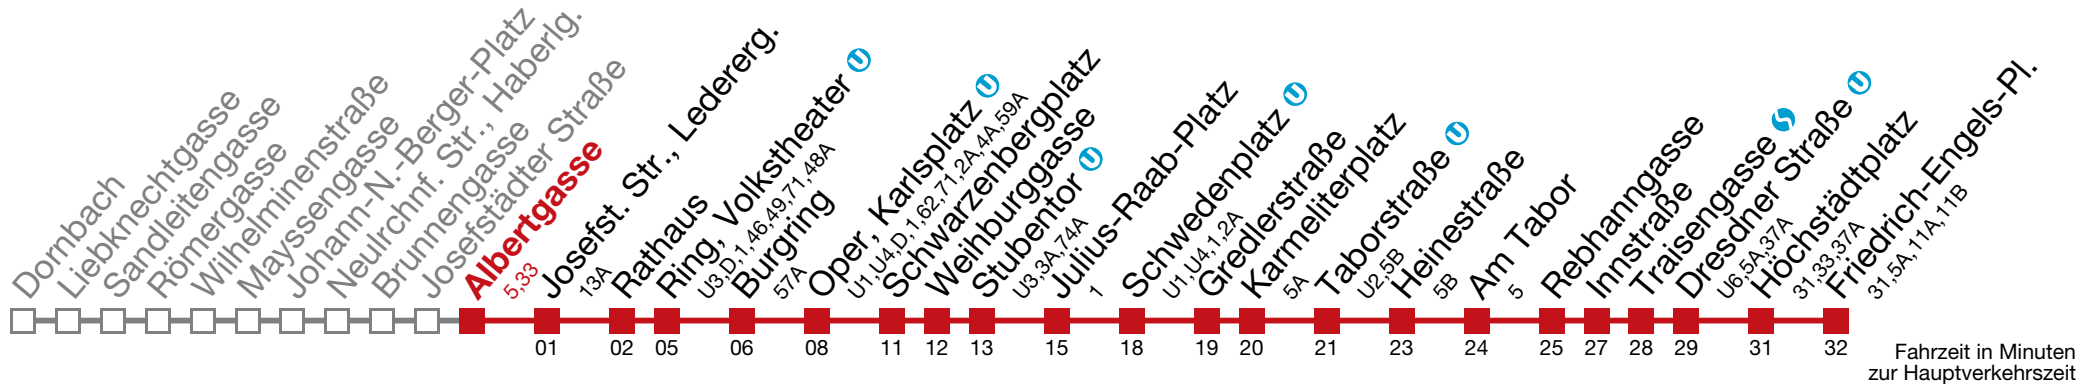 Dornbach
Liebknechtgasse
Sandleitengasse
Römergasse
Wilhelminenstraße
Mayssengasse
Johann-N.-Berger-Platz
Neulrchnf. Str., Haberlg.
Brunnengasse
Josefstädter Straße
Albertgasse
5,33
Josefst. Str., Ledererg.
13A
Rathaus
Ring, Volkstheater U
U3,D,1,46,49,71,48A
Burgring
57A
Oper, Karlsplatz U
U1,U4,D,1,62,71,2A,4A,59A
Schwarzenbergplatz
Weihburggasse
Stubentor U
U3,3A,74A
Julius-Raab-Platz
1
Schwedenplatz U
U1,U4,1,2A
Gredlerstraße
Karmeliterplatz
5A
Taborstraße U
U2,5B
Heinestraße
5B
Am Tabor
5
Rebhanngasse
Innstraße
Traisengasse S
Dresdner Straße U
U6,5A,37A
Höchstädtplatz
31,33,37A
Friedrich-Engels-Pl.
31,5A,11A,11B
01 02 05 06 08 11 12 13 15 18 19 20 21 23 24 25 27 28 29 31 32
Fahrzeit in Minuten
zur Hauptverkehrszeit